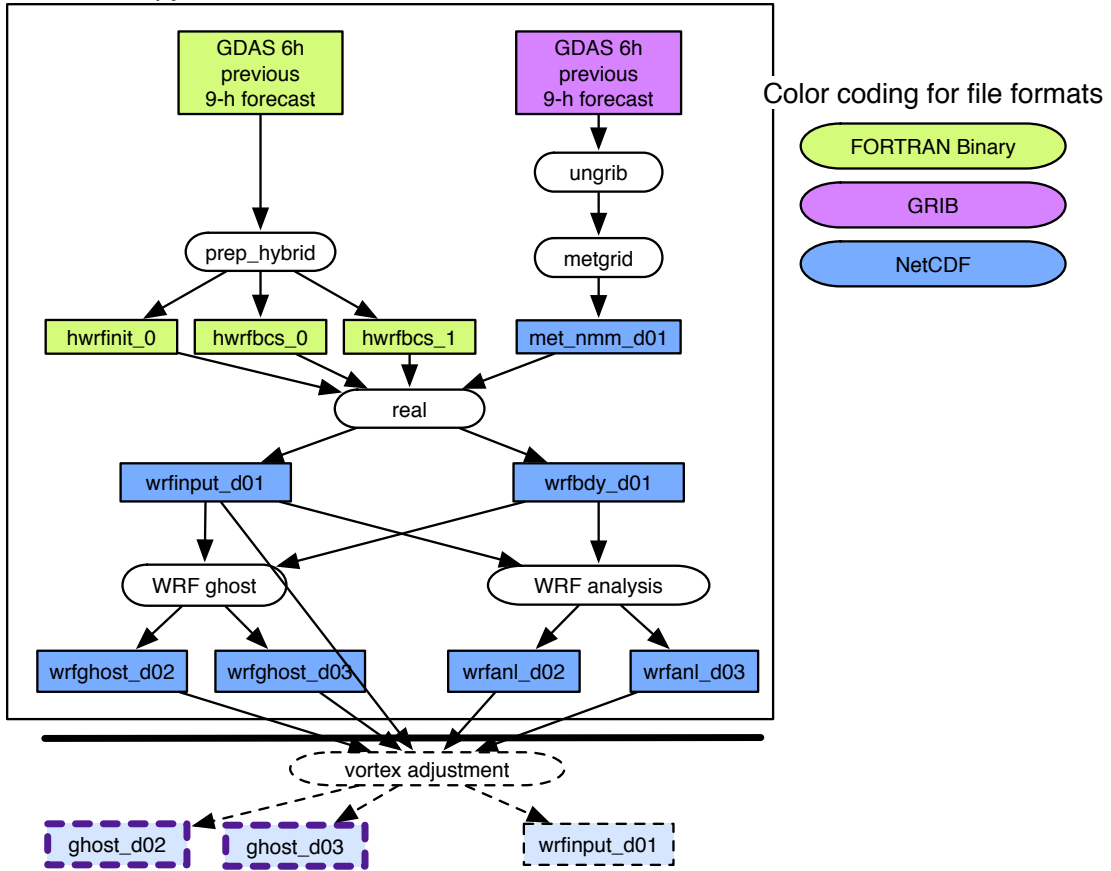 GDAS 6h
previous
9-h forecast
GDAS 6h
previous
9-h forecast
Color coding for file formats
FORTRAN Binary
ungrib
GRIB
prep_hybrid
metgrid
NetCDF
hwrfinit_0
hwrfbcs_0
hwrfbcs_1
met_nmm_d01
real
wrfinput_d01
wrfbdy_d01
WRF ghost
WRF analysis
wrfghost_d02
wrfghost_d03
wrfanl_d02
wrfanl_d03
vortex adjustment
ghost_d02
ghost_d03
wrfinput_d01